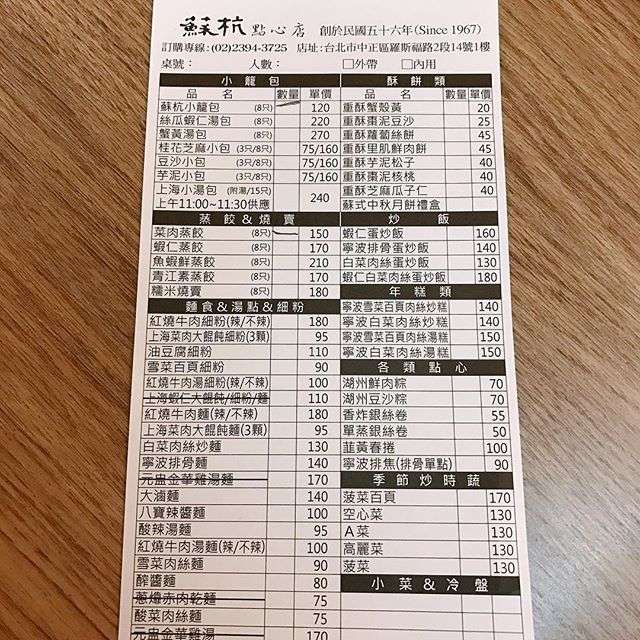 蘇杭點心店 創於民國五十六年(Since 1967)
訂購專線:(02)2394-3725 店址:台北市中正區羅斯福路2段14號1樓
桌號: 人數: □外帶 □內用
小籠包
品名 數量 單價
蘇杭小籠包 (8只) 120
絲瓜蝦仁湯包 (8只) 220
蟹黃湯包 (8只) 270
桂花芝麻小包 (3只/8只) 75/160
豆沙小包 (3只/8只) 75/160
芋泥小包 (3只/8只) 75/160
上海小湯包 (附湯/15只)
上午11:00~11:30供應 240
蒸餃&燒賣
菜肉蒸餃 (8只) 150
蝦仁蒸餃 (8只) 170
魚蝦鮮蒸餃 (8只) 210
青江素蒸餃 (8只) 170
糯米燒賣 (8只) 180
麵食&湯點&細粉
紅燒牛肉細粉(辣/不辣) 180
上海菜肉大餛飩細粉(3顆) 95
油豆腐細粉 110
雪菜百頁細粉 90
紅燒牛肉湯細粉(辣/不辣) 100
上海蝦仁大餛飩/細粉/麵 110
紅燒牛肉麵(辣/不辣) 180
上海菜肉大餛飩麵(3顆) 95
白菜肉絲炒麵 130
寧波排骨麵 140
元盅金華雞湯麵 170
大滷麵 140
八寶辣醬麵 100
酸辣湯麵 95
紅燒牛肉湯麵(辣/不辣) 100
雪菜肉絲麵 90
醡醬麵 80
蔥燴赤肉乾麵 75
酸菜肉絲麵 75
元盅金華雞湯 170
酥餅類
品名 數量 單價
重酥蟹殼黃 20
重酥棗泥豆沙 25
重酥蘿蔔絲餅 45
重酥里肌鮮肉餅 45
重酥芋泥松子 40
重酥棗泥核桃 40
重酥芝麻瓜子仁 40
蘇式中秋月餅禮盒
炒飯
蝦仁蛋炒飯 160
寧波排骨蛋炒飯 140
白菜肉絲蛋炒飯 130
蝦仁白菜肉絲蛋炒飯 180
年糕類
寧波雪菜百頁肉絲炒糕 140
寧波白菜肉絲炒糕 140
寧波雪菜百頁肉絲湯糕 150
寧波白菜肉絲湯糕 150
各類點心
湖州鮮肉粽 70
湖州豆沙粽 70
香炸銀絲卷 55
單蒸銀絲卷 50
韮黃春捲 100
寧波排焦(排骨單點) 90
季節炒時蔬
菠菜百頁 170
空心菜 130
A菜 130
高麗菜 130
菠菜 130
小菜&冷盤